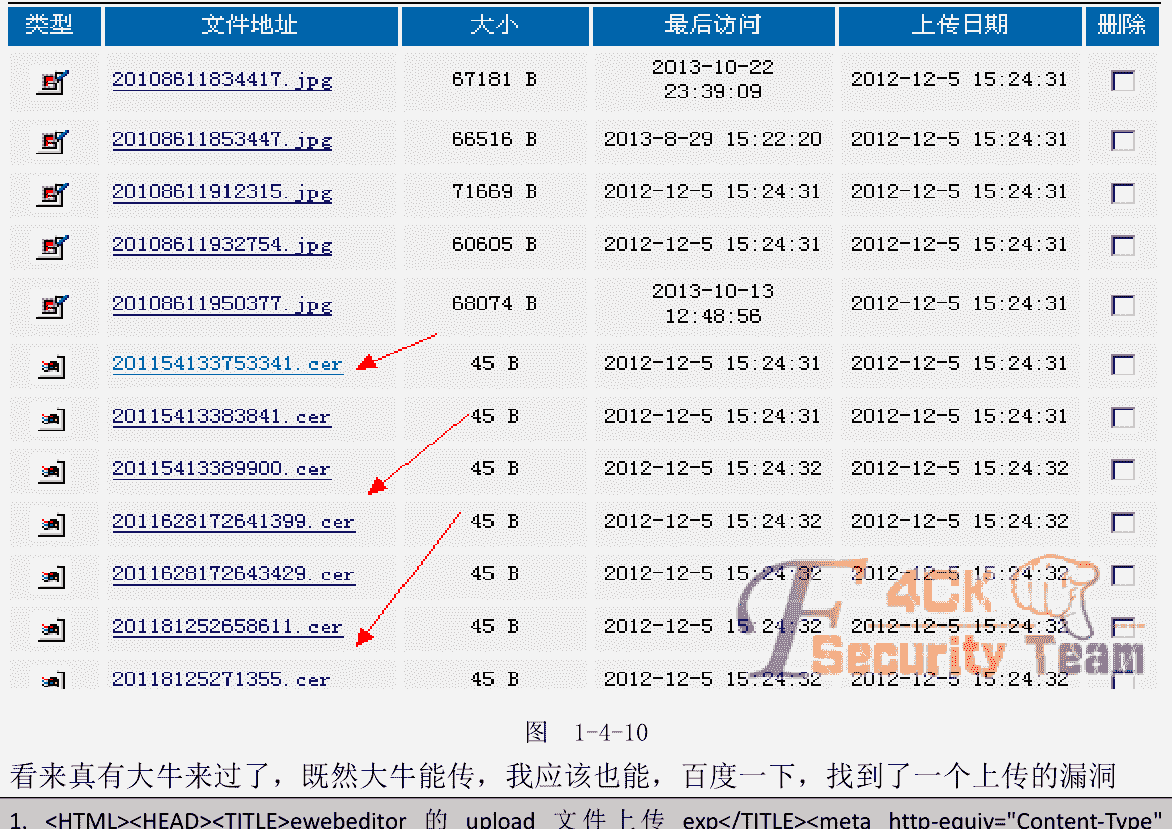 类型 文件地址 大小 最后访问 上传日期 删除
20108611834417.jpg 67181 B 2013-10-22 23:39:09 2012-12-5 15:24:31
20108611853447.jpg 66516 B 2013-8-29 15:22:20 2012-12-5 15:24:31
20108611912315.jpg 71669 B 2012-12-5 15:24:31 2012-12-5 15:24:31
20108611932754.jpg 60605 B 2012-12-5 15:24:31 2012-12-5 15:24:31
20108611950377.jpg 68074 B 2013-10-13 12:48:56 2012-12-5 15:24:31
201154133753341.cer 45 B 2012-12-5 15:24:31 2012-12-5 15:24:31
20115413383841.cer 45 B 2012-12-5 15:24:31 2012-12-5 15:24:31
20115413389900.cer 45 B 2012-12-5 15:24:32 2012-12-5 15:24:32
2011628172641399.cer 45 B 2012-12-5 15:24:32 2012-12-5 15:24:32
2011628172643429.cer 45 B 2012-12-5 15:24:32 2012-12-5 15:24:32
201181252658611.cer 45 B 2012-12-5 15:24:32 2012-12-5 15:24:32
20118125271355.cer 45 B 2012-12-5 15:24:32 2012-12-5 15:24:32
F4CK
Security Team
图 1-4-10
看来真有大牛来过了，既然大牛能传，我应该也能，百度一下，找到了一个上传的漏洞
1. <HTML><HEAD><TITLE>ewebeditor 的 upload 文件上传 exp</TITLE><meta http-equiv="Content-Type"